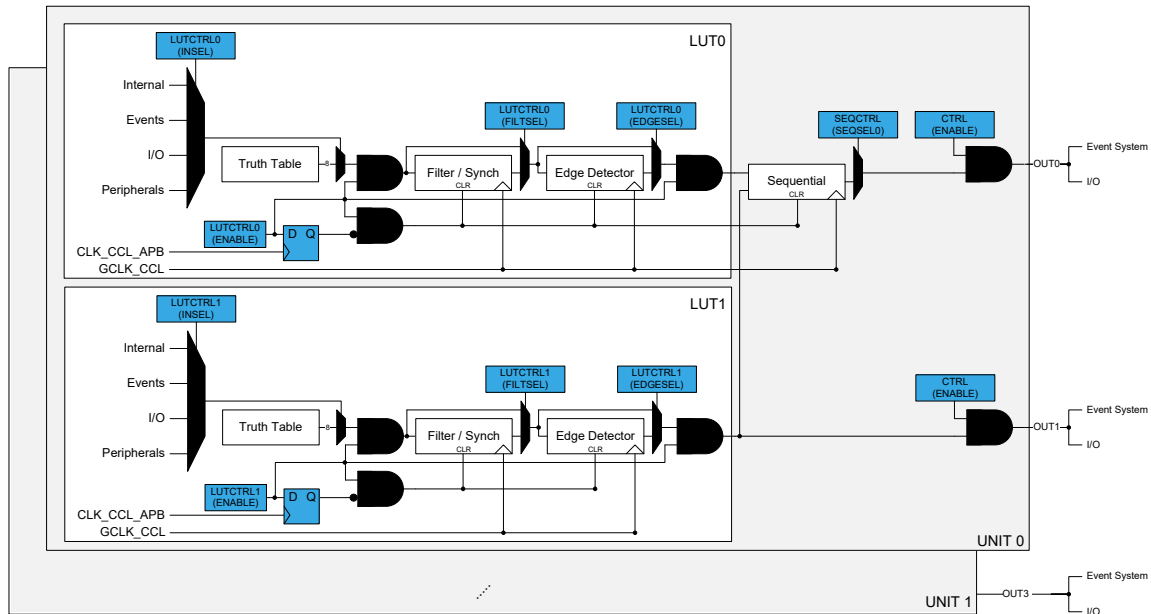 LUTCTRL0
(INSEL)
LUT0
Internal
Events
I/O
Peripherals
Truth Table
8
LUTCTRL0
(FILTSEL)
LUTCTRL0
(EDGESEL)
Filter / Synch
CLR
Edge Detector
CLR
SEQCTRL
(SEQSEL0)
Sequential
CLR
CTRL
(ENABLE)
OUT0
Event System
I/O
LUTCTRL0
(ENABLE)
D Q
CLK_CCL_APB
GCLK_CCL
LUTCTRL1
(INSEL)
LUT1
Internal
Events
I/O
Peripherals
Truth Table
8
LUTCTRL1
(FILTSEL)
LUTCTRL1
(EDGESEL)
Filter / Synch
CLR
Edge Detector
CLR
CTRL
(ENABLE)
OUT1
Event System
I/O
LUTCTRL1
(ENABLE)
D Q
CLK_CCL_APB
GCLK_CCL
UNIT 0
UNIT 1
OUT3
Event System
I/O